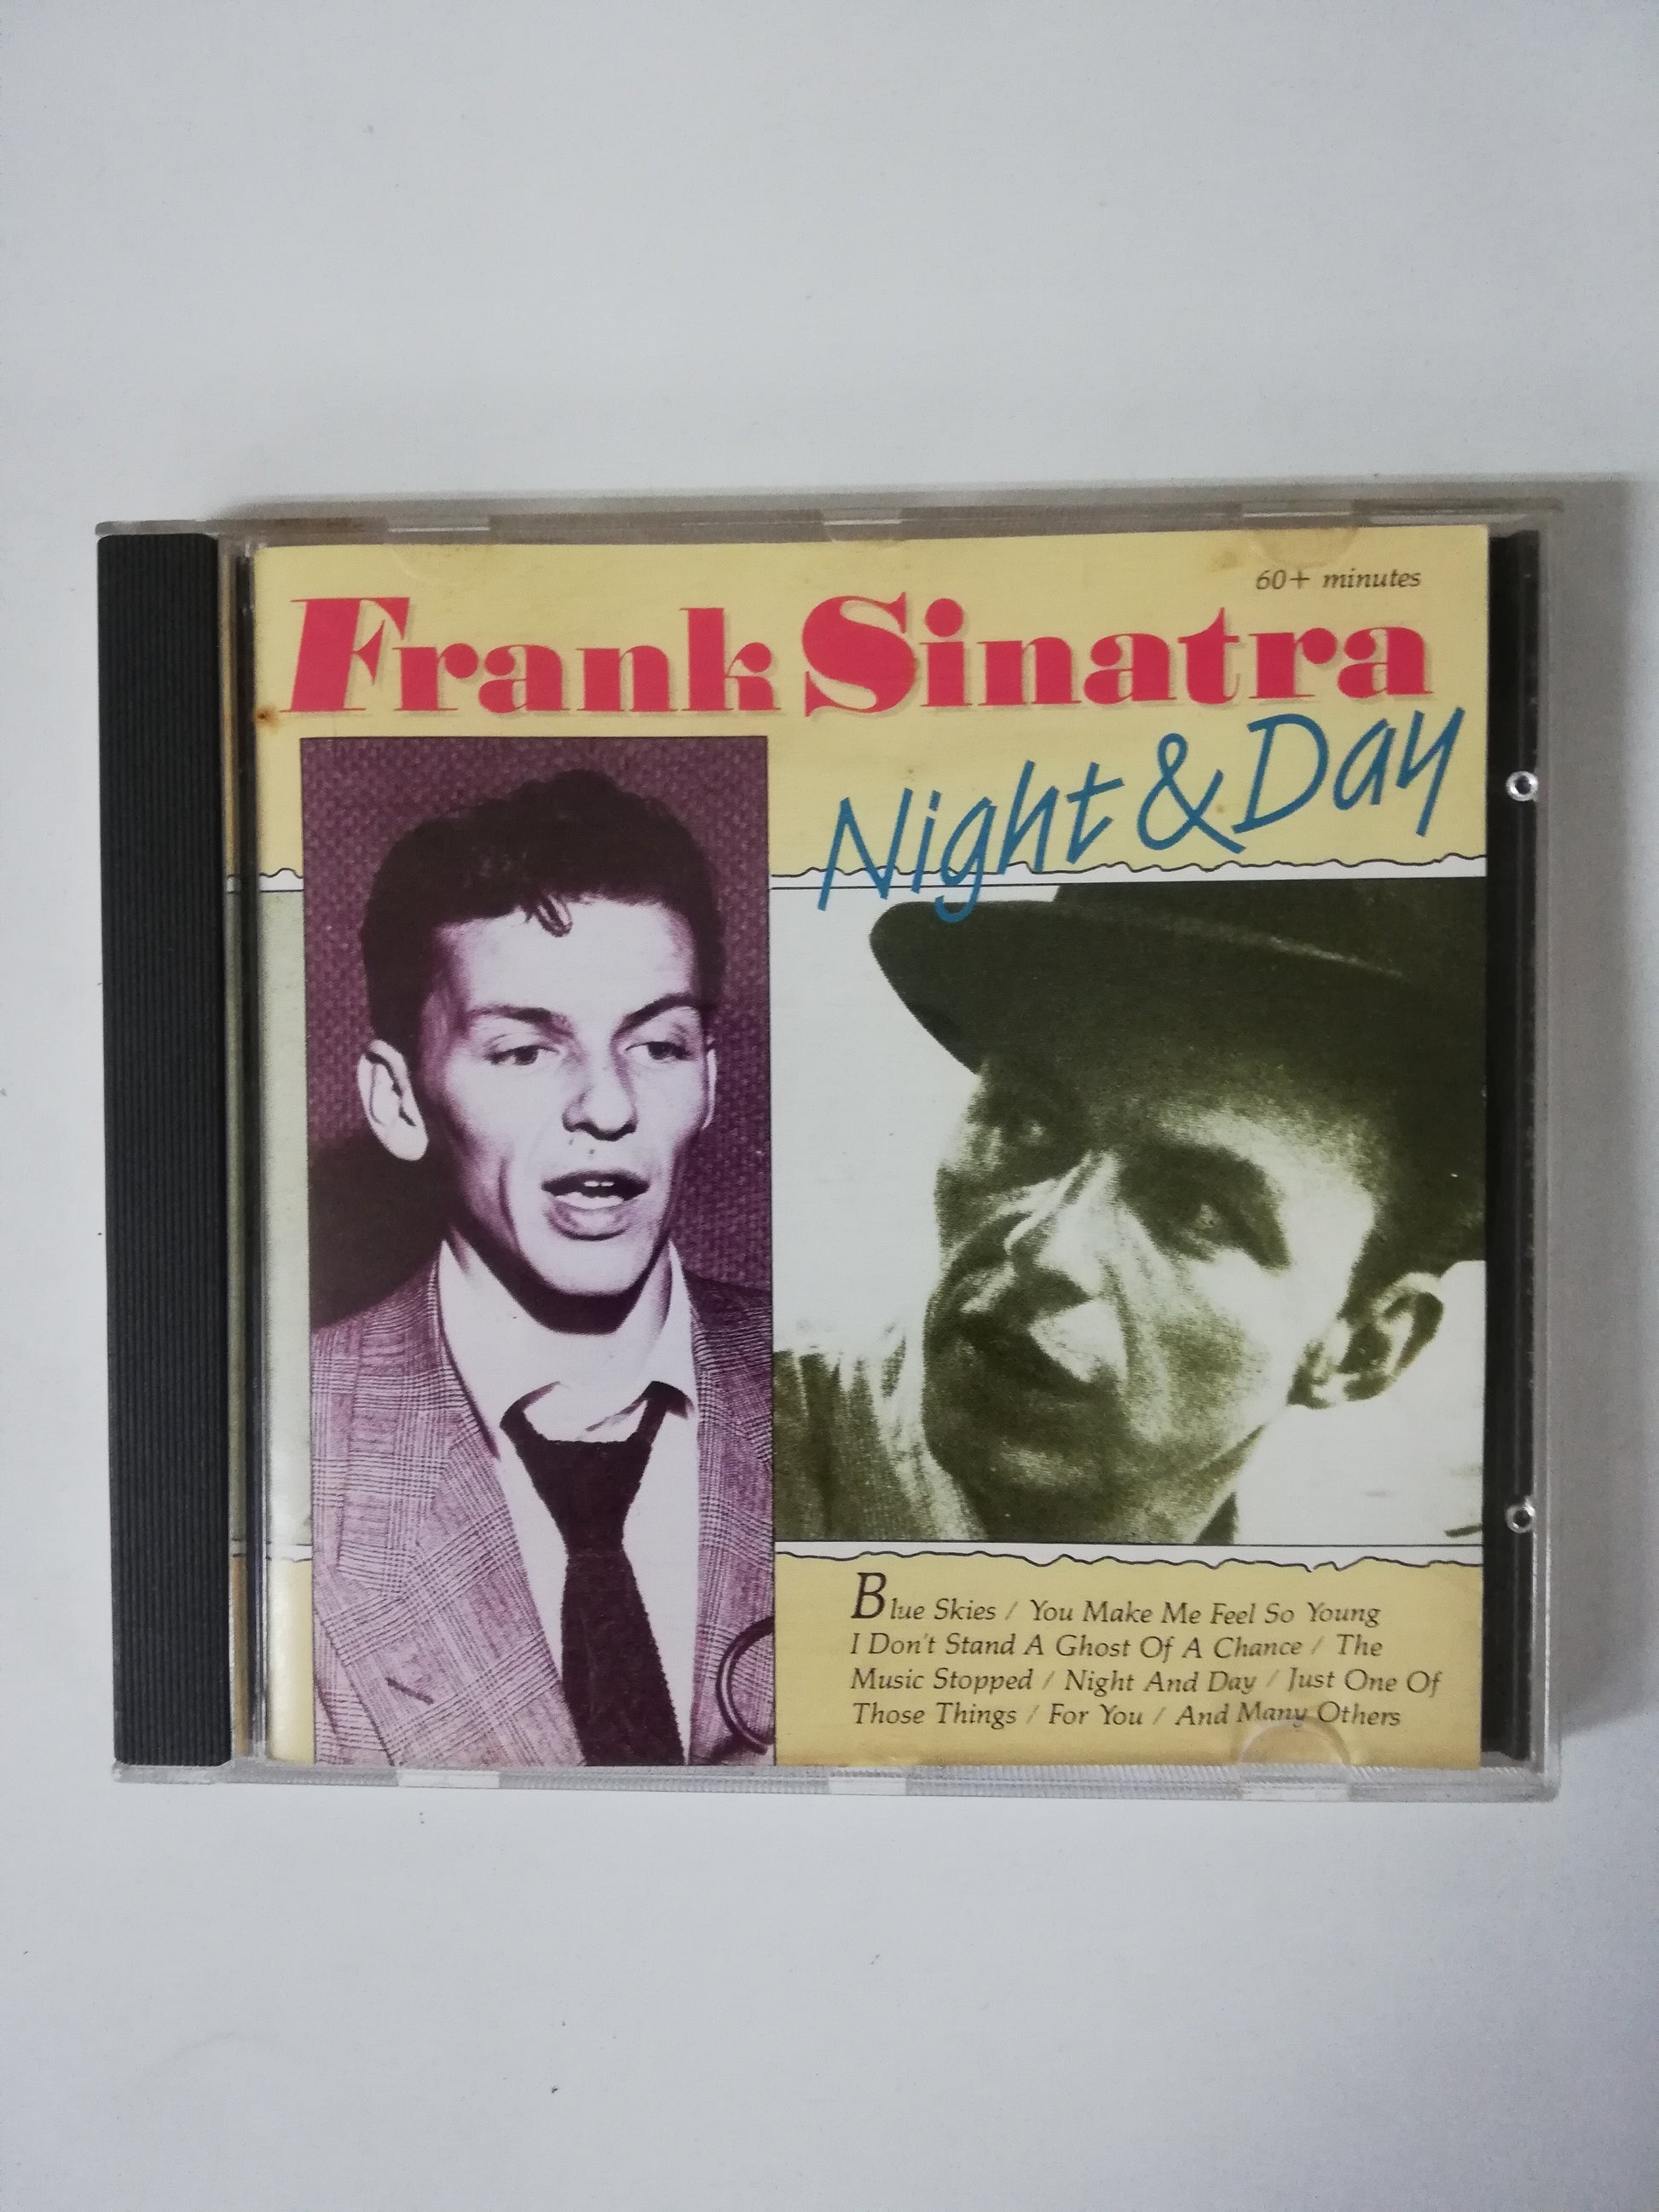 60+ minutes
Frank Sinatra
Night & Day
Blue Skies / You Make Me Feel So Young
I Don't Stand A Ghost Of A Chance / The
Music Stopped / Night And Day / Just One Of
Those Things / For You / And Many Others